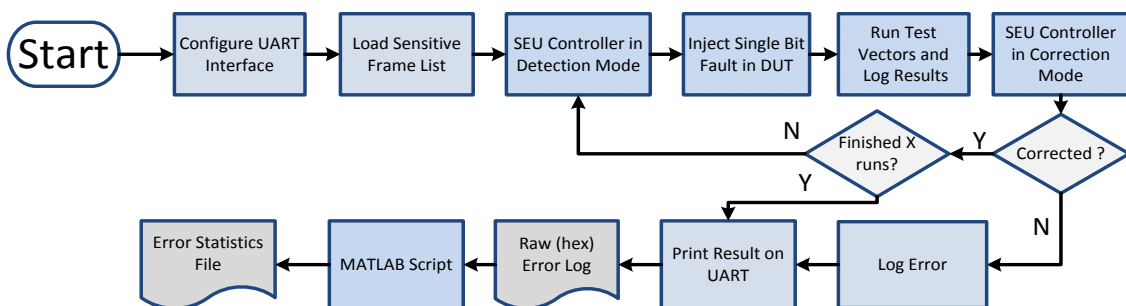 Start
Configure UART
Interface
Load Sensitive
Frame List
SEU Controller in
Detection Mode
Inject Single Bit
Fault in DUT
Run Test
Vectors and
Log Results
SEU Controller
in Correction
Mode
Corrected ?
Y
Finished X
runs?
N
Y
N
Log Error
Print Result on
UART
Raw (hex)
Error Log
MATLAB Script
Error Statistics
File